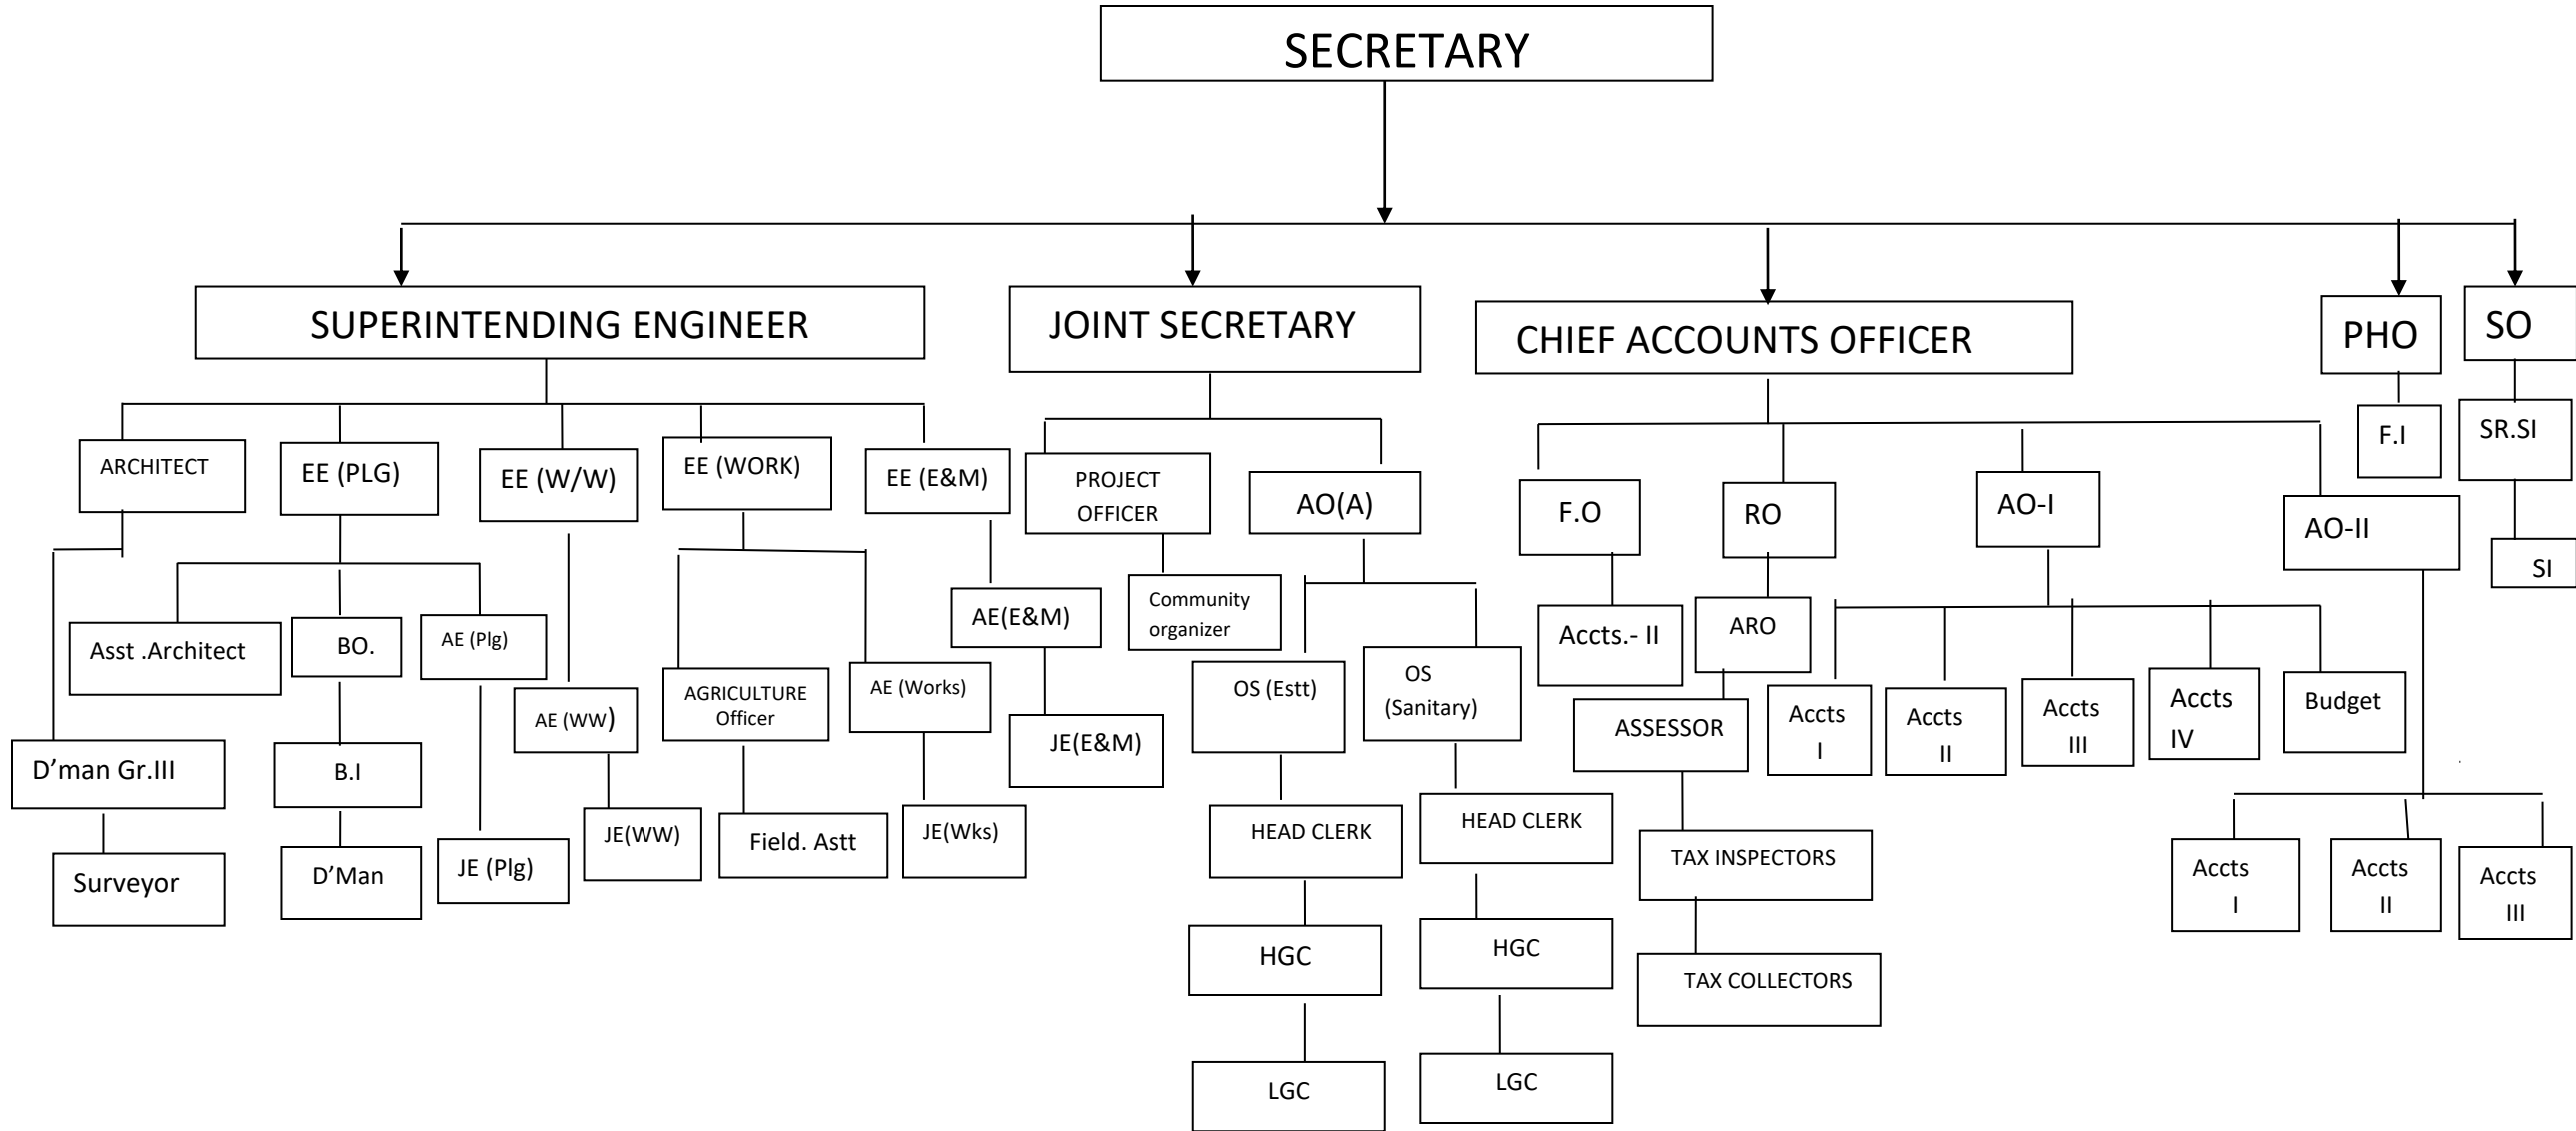 SECRETARY
SUPERINTENDING ENGINEER
JOINT SECRETARY
CHIEF ACCOUNTS OFFICER
PHO
SO
ARCHITECT
EE (PLG)
EE (W/W)
EE (WORK)
EE (E&M)
PROJECT
OFFICER
AO(A)
F.O
RO
AO-I
AO-II
F.I
SR.SI
SI
Asst .Architect
BO.
AE (Plg)
AE (WW)
AGRICULTURE
Officer
AE (Works)
AE(E&M)
JE(E&M)
Community
organizer
OS (Estt)
OS
(Sanitary)
Accts.- II
ARO
ASSESSOR
Accts
I
Accts
II
Accts
III
Accts
IV
Budget
D’man Gr.III
B.I
Surveyor
D’Man
JE (Plg)
JE(WW)
Field. Astt
JE(Wks)
HEAD CLERK
HEAD CLERK
TAX INSPECTORS
Accts
I
Accts
II
Accts
III
HGC
HGC
TAX COLLECTORS
LGC
LGC